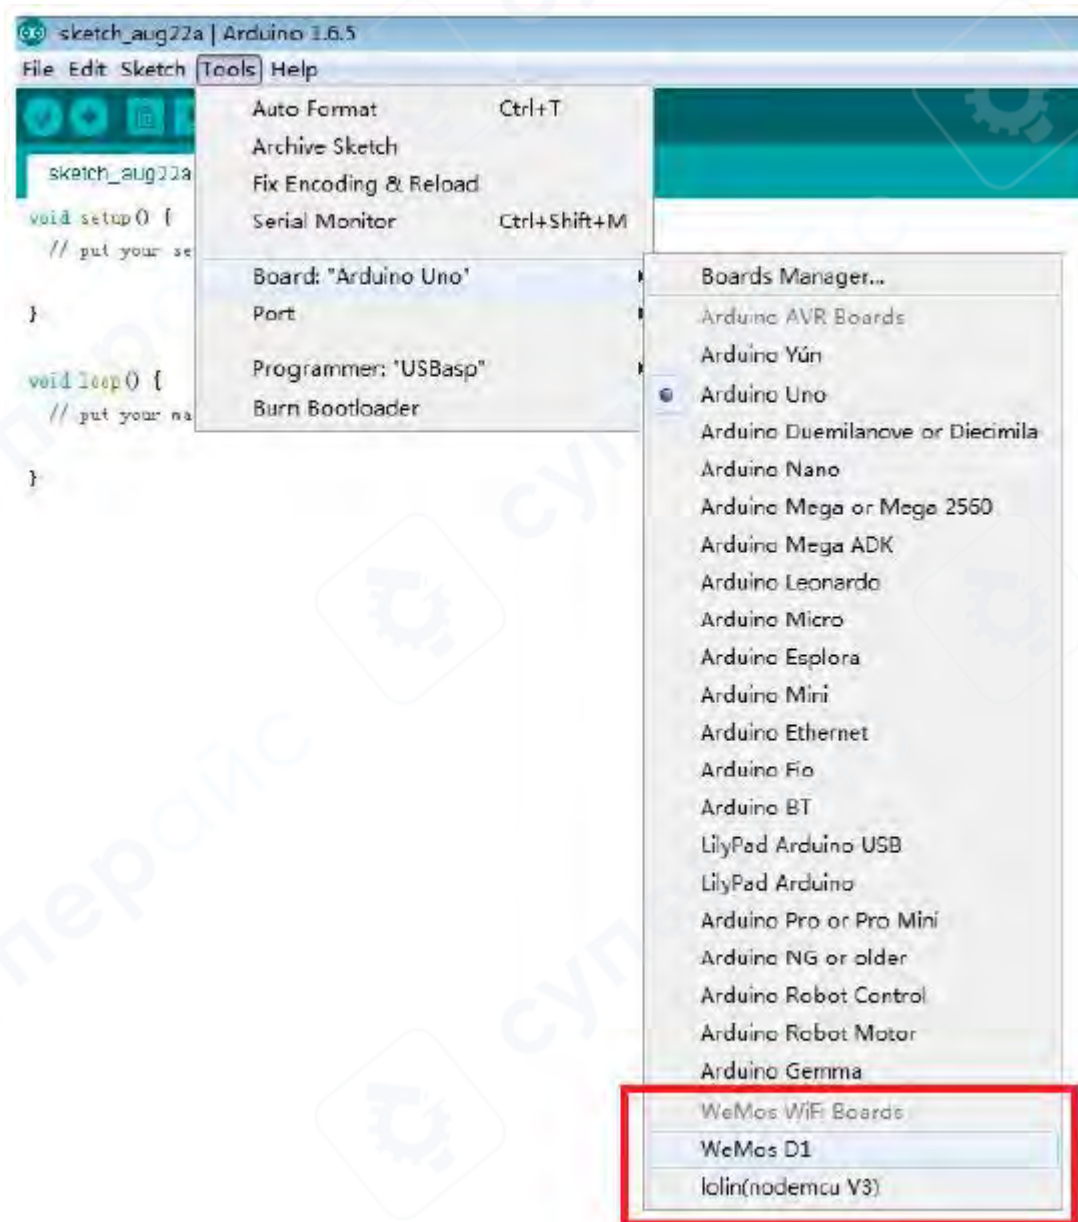 sketch_aug22a | Arduino 1.6.5
File Edit Sketch Tools Help
Auto Format Ctrl+T
Archive Sketch
sketch_aug22a
Fix Encoding & Reload
void setup() {
Serial Monitor Ctrl+Shift+M
// put your se
Board: "Arduino Uno"
Port
}
Programmer: "USBasp"
void loop() {
Burn Bootloader
// put your ma
}
Boards Manager...
Arduino AVR Boards
Arduino Yún
Arduino Uno
Arduino Duemilanove or Diecimila
Arduino Nano
Arduino Mega or Mega 2560
Arduino Mega ADK
Arduino Leonardo
Arduino Micro
Arduino Esplora
Arduino Mini
Arduino Ethernet
Arduino Fio
Arduino BT
LilyPad Arduino USB
LilyPad Arduino
Arduino Pro or Pro Mini
Arduino NG or older
Arduino Robot Control
Arduino Robot Motor
Arduino Gemma
WeMos WiFi Boards
WeMos D1
lolin(nodemcu V3)